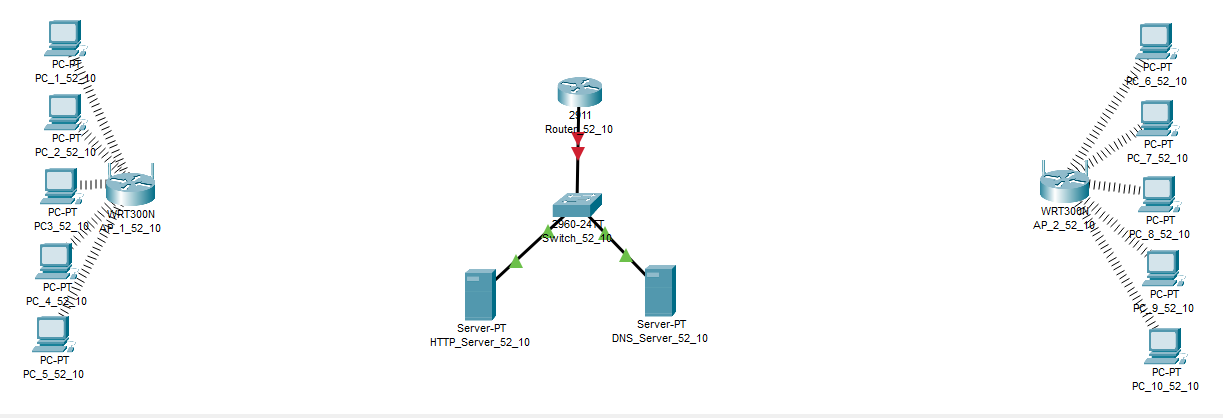 PC-PT
PC_1_52_10
PC-PT
PC_2_52_10
PC-PT
PC3_52_10
PC-PT
PC_4_52_10
PC-PT
PC_5_52_10
WRT300N
AP_1_52_10
2911
Router_52_10
2960-24TT
Switch_52_10
Server-PT
HTTP_Server_52_10
Server-PT
DNS_Server_52_10
WRT300N
AP_2_52_10
PC-PT
PC_6_52_10
PC-PT
PC_7_52_10
PC-PT
PC_8_52_10
PC-PT
PC_9_52_10
PC-PT
PC_10_52_10